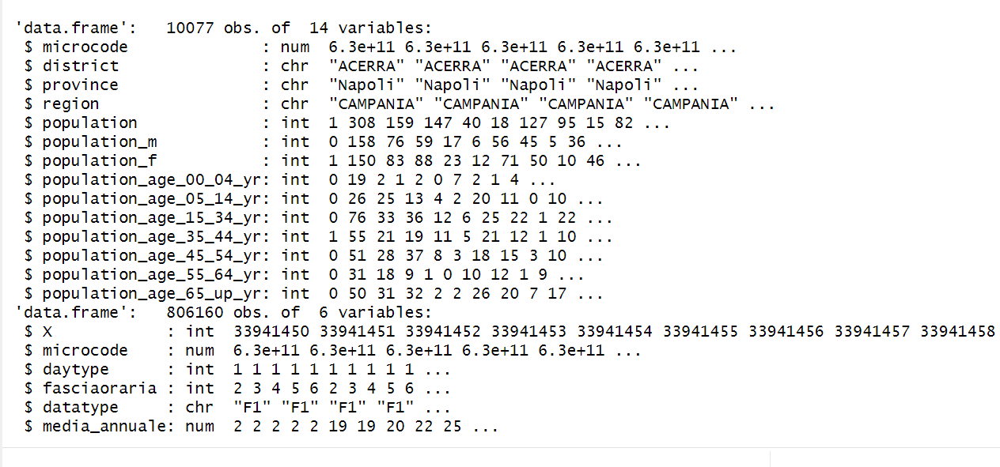 'data.frame':   10077 obs. of  14 variables:
 $ microcode              : num  6.3e+11 6.3e+11 6.3e+11 6.3e+11 6.3e+11 ...
 $ district               : chr  "ACERRA" "ACERRA" "ACERRA" "ACERRA" ...
 $ province               : chr  "Napoli" "Napoli" "Napoli" "Napoli" ...
 $ region                 : chr  "CAMPANIA" "CAMPANIA" "CAMPANIA" "CAMPANIA" ...
 $ population             : int  1 308 159 147 40 18 127 95 15 82 ...
 $ population_m           : int  0 158 76 59 17 6 56 45 5 36 ...
 $ population_f           : int  1 150 83 88 23 12 71 50 10 46 ...
 $ population_age_00_04_yr: int  0 19 2 1 2 0 7 2 1 4 ...
 $ population_age_05_14_yr: int  0 26 25 13 4 2 20 11 0 10 ...
 $ population_age_15_34_yr: int  0 76 33 36 12 6 25 22 1 22 ...
 $ population_age_35_44_yr: int  1 55 21 19 11 5 21 12 1 10 ...
 $ population_age_45_54_yr: int  0 51 28 37 8 3 18 15 3 10 ...
 $ population_age_55_64_yr: int  0 31 18 9 1 0 10 12 1 9 ...
 $ population_age_65_up_yr: int  0 50 31 32 2 2 26 20 7 17 ...
'data.frame':   806160 obs. of  6 variables:
 $ X            : int  33941450 33941451 33941452 33941453 33941454 33941455 33941456 33941457 33941458
 $ microcode    : num  6.3e+11 6.3e+11 6.3e+11 6.3e+11 6.3e+11 ...
 $ daytype      : int  1 1 1 1 1 1 1 1 1 1 ...
 $ fasciaoraria : int  2 3 4 5 6 2 3 4 5 6 ...
 $ datatype     : chr  "F1" "F1" "F1" "F1" ...
 $ media_annuale: num  2 2 2 2 2 19 19 20 22 25 ...